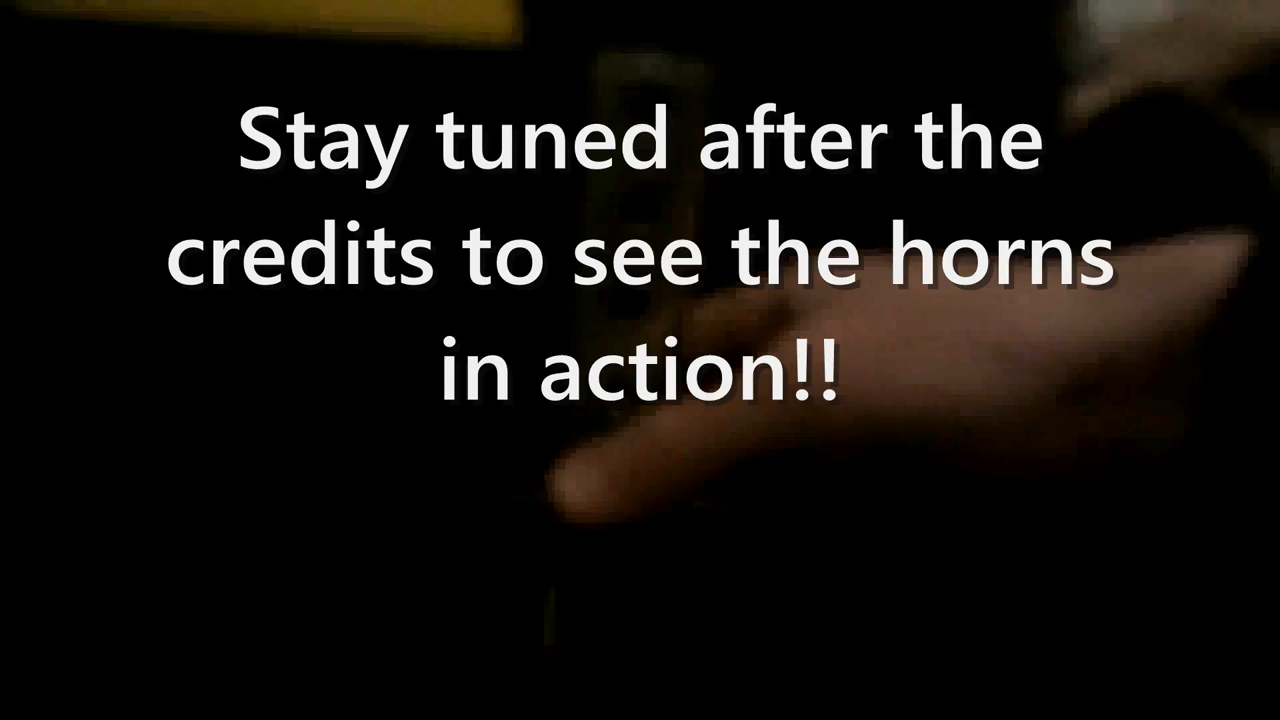 Stay tuned after the
credits to see the horns
in action!!